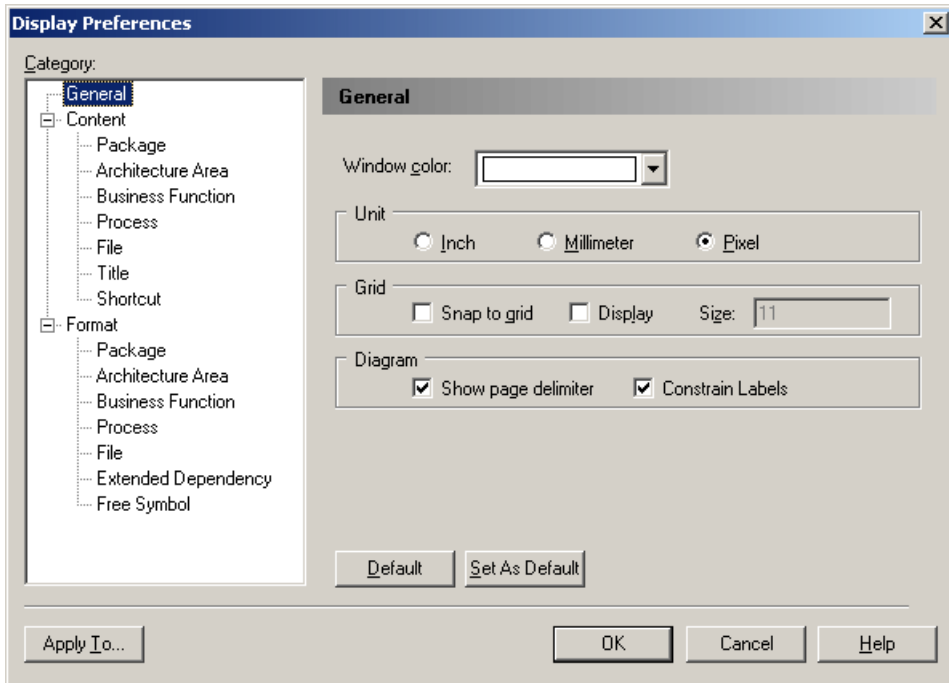 Display Preferences
Category:
General
Content
Package
Architecture Area
Business Function
Process
File
Title
Shortcut
Format
Package
Architecture Area
Business Function
Process
File
Extended Dependency
Free Symbol
General
Window color:
Unit
Inch Millimeter Pixel
Grid
Snap to grid Display Size: 11
Diagram
Show page delimiter Constrain Labels
Default Set As Default
Apply To... OK Cancel Help